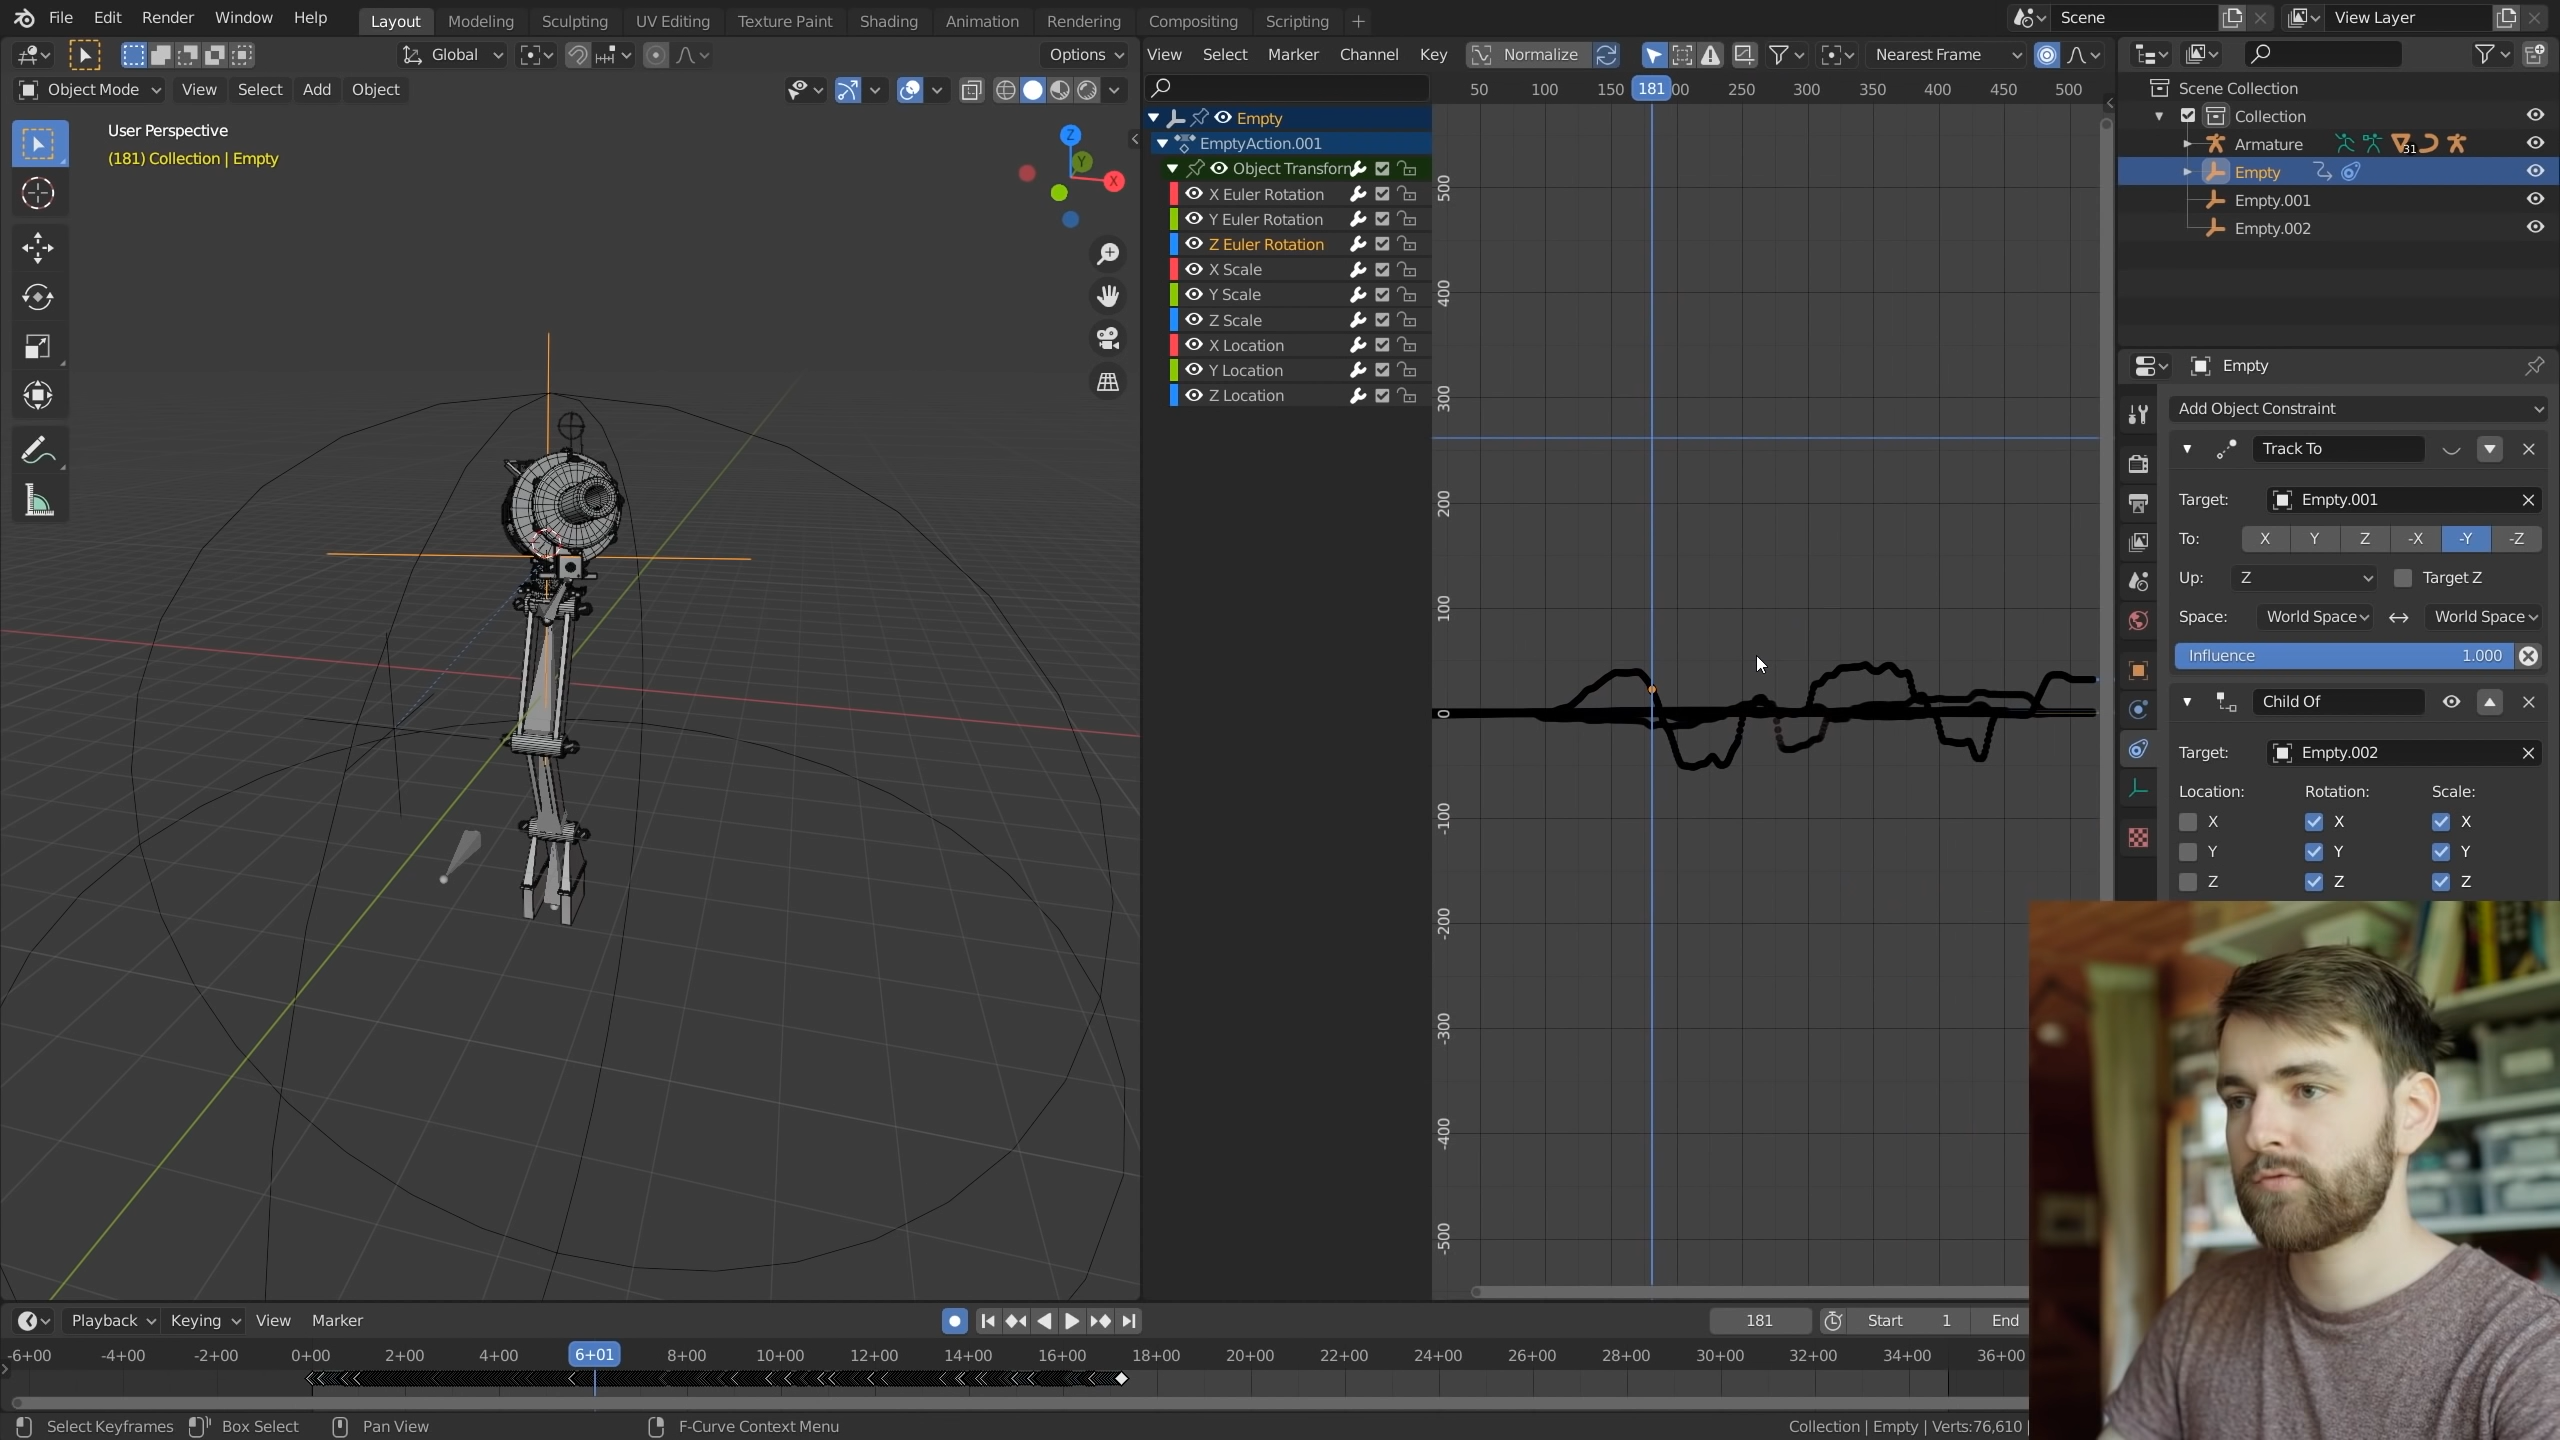 File Edit Render Window Help Layout Modeling Sculpting UV Editing Texture Paint Shading Animation Rendering Compositing Scripting + Scene View Layer
Global Options View Select Marker Channel Key Normalize Nearest Frame
Object Mode View Select Add Object
50 100 150 181 00 250 300 350 400 450 500
User Perspective
(181) Collection | Empty
Z
Y
X
Empty
EmptyAction.001
Object Transform
X Euler Rotation
Y Euler Rotation
Z Euler Rotation
X Scale
Y Scale
Z Scale
X Location
Y Location
Z Location
500
400
300
200
100
0
-100
-200
-300
-400
-500
Scene Collection
Collection
Armature 31
Empty
Empty.001
Empty.002
Empty
Add Object Constraint
Track To
Target: Empty.001
To: X Y Z -X -Y -Z
Up: Z Target Z
Space: World Space World Space
Influence 1.000
Child Of
Target: Empty.002
Location: Rotation: Scale:
X X X
Y Y Y
Z Z Z
Playback Keying View Marker 181 Start 1 End
-6+00 -4+00 -2+00 0+00 2+00 4+00 6+01 8+00 10+00 12+00 14+00 16+00 18+00 20+00 22+00 24+00 26+00 28+00 30+00 32+00 34+00 36+00
Select Keyframes Box Select Pan View F-Curve Context Menu Collection | Empty | Verts:76,610